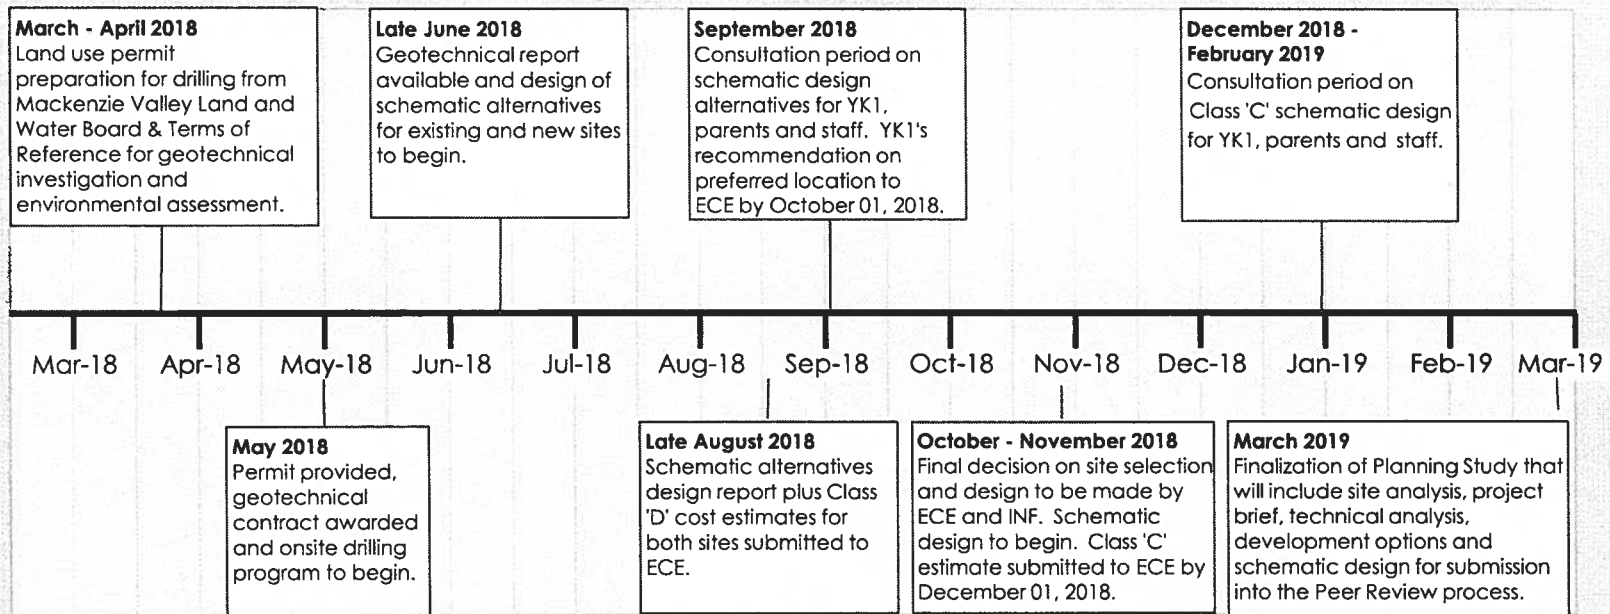 March - April 2018
Land use permit
preparation for drilling from
Mackenzie Valley Land and
Water Board & Terms of
Reference for geotechnical
investigation and
environmental assessment.
Late June 2018
Geotechnical report
available and design of
schematic alternatives
for existing and new sites
to begin.
September 2018
Consultation period on
schematic design
alternatives for YK1,
parents and staff. YK1's
recommendation on
preferred location to
ECE by October 01, 2018.
December 2018 -
February 2019
Consultation period on
Class 'C' schematic design
for YK1, parents and staff.
Mar-18 Apr-18 May-18 Jun-18 Jul-18 Aug-18 Sep-18 Oct-18 Nov-18 Dec-18 Jan-19 Feb-19 Mar-19
May 2018
Permit provided,
geotechnical
contract awarded
and onsite drilling
program to begin.
Late August 2018
Schematic alternatives
design report plus Class
'D' cost estimates for
both sites submitted to
ECE.
October - November 2018
Final decision on site selection
and design to be made by
ECE and INF. Schematic
design to begin. Class 'C'
estimate submitted to ECE by
December 01, 2018.
March 2019
Finalization of Planning Study that
will include site analysis, project
brief, technical analysis,
development options and
schematic design for submission
into the Peer Review process.